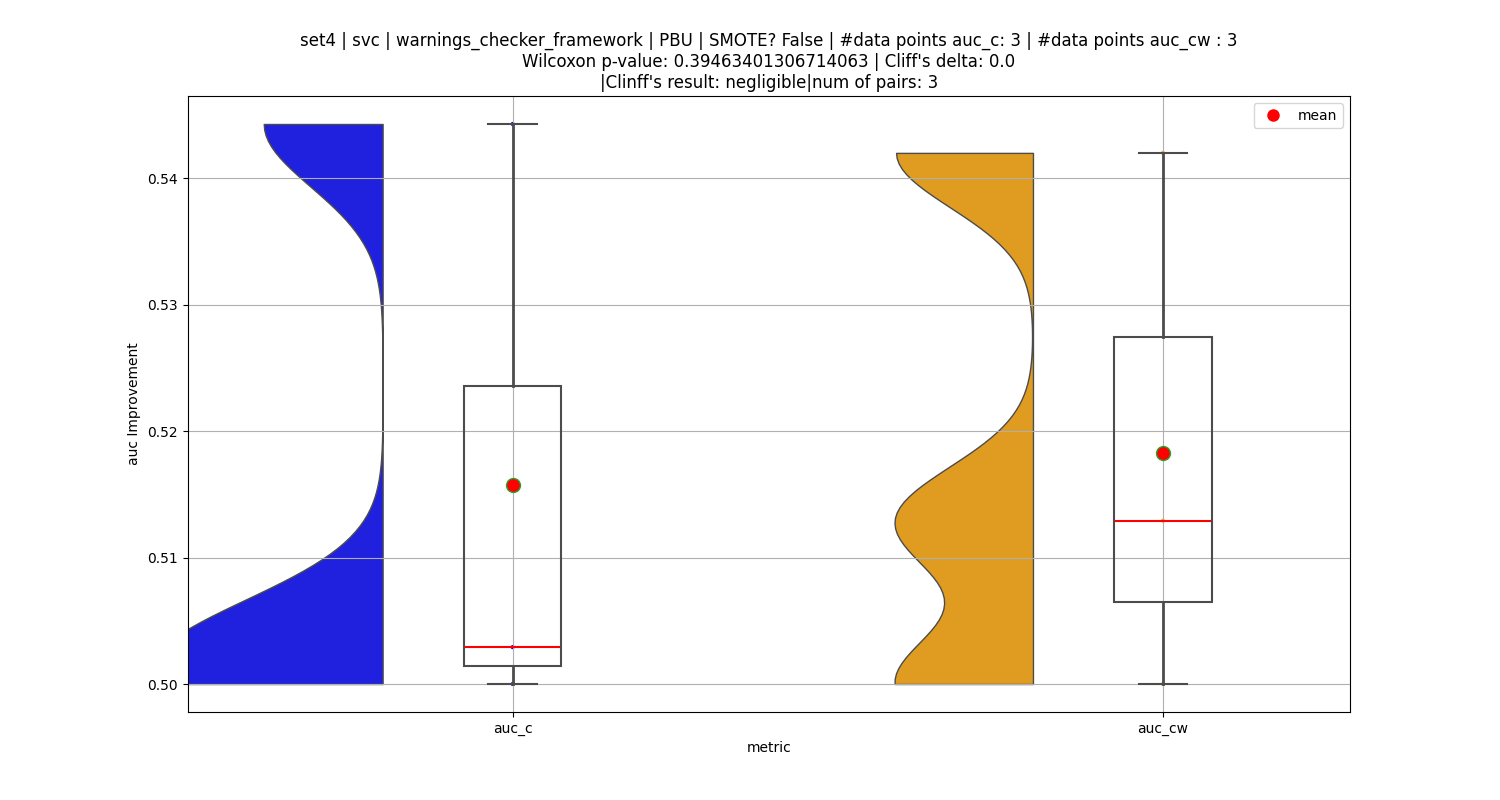 set4 | svc | warnings_checker_framework | PBU | SMOTE? False | #data points auc_c: 3 | #data points auc_cw : 3
Wilcoxon p-value: 0.39463401306714063 | Cliff's delta: 0.0
|Clinff's result: negligible|num of pairs: 3
mean
0.54
0.53
0.52
0.51
0.50
auc Improvement
auc_c
auc_cw
metric